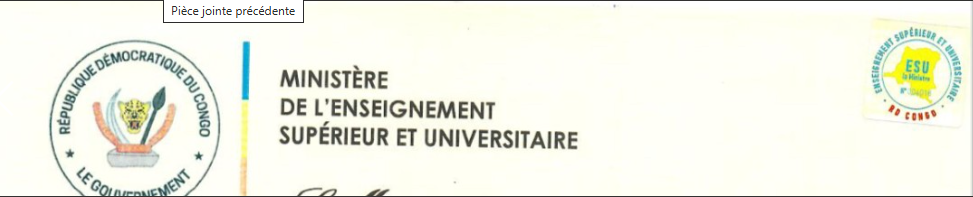 Pièce jointe précédente
RÉPUBLIQUE DÉMOCRATIQUE DU CONGO
LE GOUVERNEMENT
MINISTÈRE
DE L'ENSEIGNEMENT
SUPÉRIEUR ET UNIVERSITAIRE
ENSEIGNEMENT SUPÉRIEUR ET UNIVERSITAIRE
ESU
Le Ministre
N°
RD CONGO